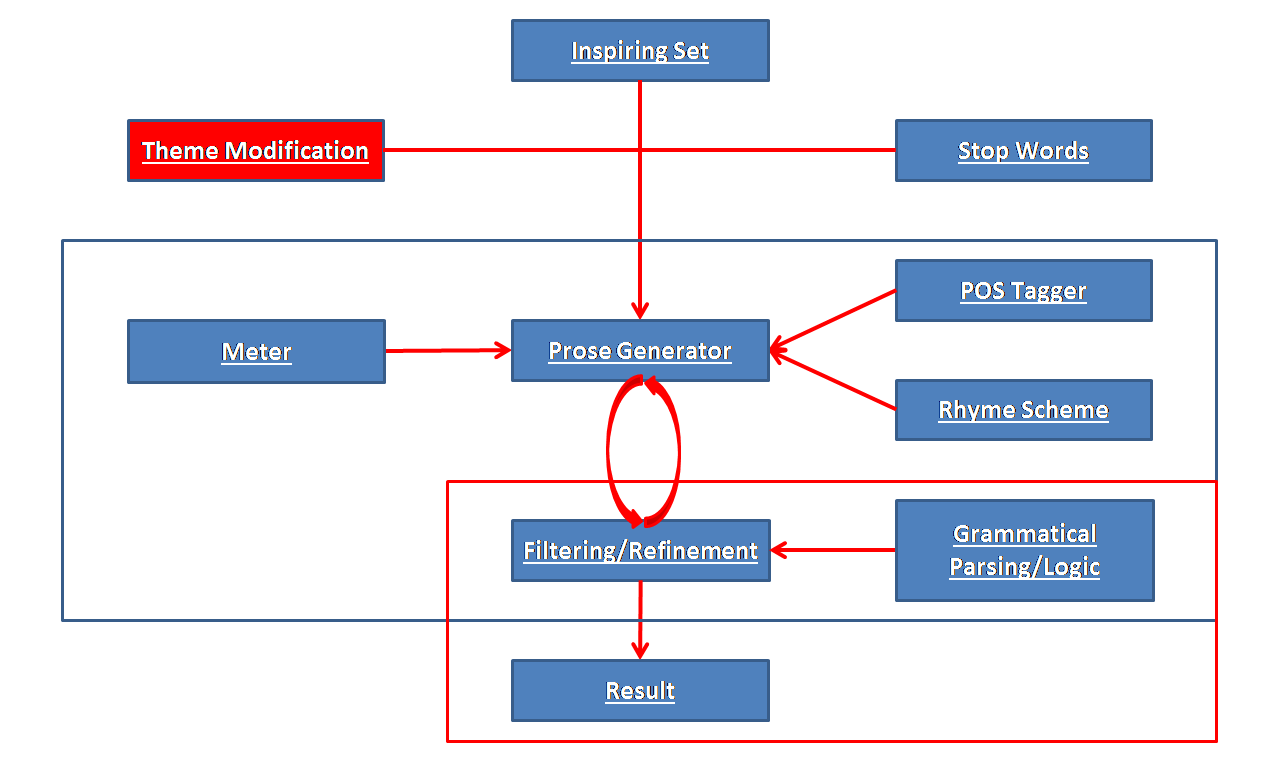 Inspiring Set
Theme Modification
Stop Words
POS Tagger
Meter
Prose Generator
Rhyme Scheme
Filtering/Refinement
Grammatical
Parsing/Logic
Result